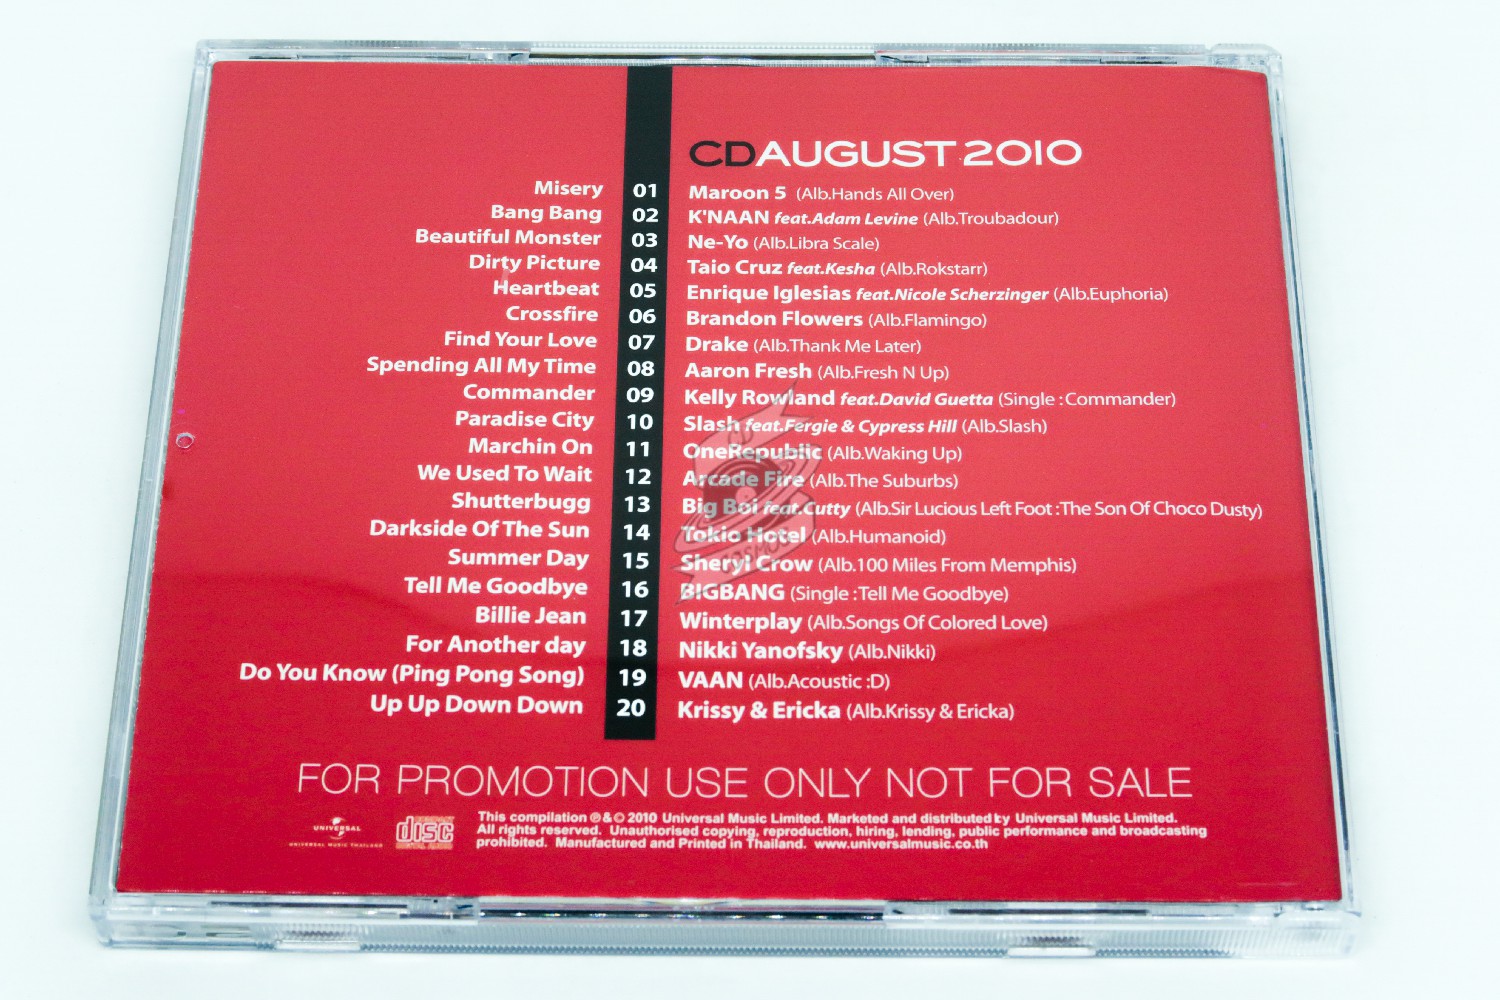 CDAUGUST 2010
Misery 01 Maroon 5 (Alb.Hands All Over)
Bang Bang 02 K'NAAN feat.Adam Levine (Alb.Troubadour)
Beautiful Monster 03 Ne-Yo (Alb.Libra Scale)
Dirty Picture 04 Taio Cruz feat.Kesha (Alb.Rokstarr)
Heartbeat 05 Enrique Iglesias feat.Nicole Scherzinger (Alb.Euphoria)
Crossfire 06 Brandon Flowers (Alb.Flamingo)
Find Your Love 07 Drake (Alb.Thank Me Later)
Spending All My Time 08 Aaron Fresh (Alb.Fresh N Up)
Commander 09 Kelly Rowland feat.David Guetta (Single :Commander)
Paradise City 10 Slash feat.Fergie & Cypress Hill (Alb.Slash)
Marchin On 11 OneRepublic (Alb.Waking Up)
We Used To Wait 12 Arcade Fire (Alb.The Suburbs)
Shutterbugg 13 Big Boi feat.Cutty (Alb.Sir Lucious Left Foot :The Son Of Choco Dusty)
Darkside Of The Sun 14 Tokio Hotel (Alb.Humanoid)
Summer Day 15 Sheryl Crow (Alb.100 Miles From Memphis)
Tell Me Goodbye 16 BIGBANG (Single :Tell Me Goodbye)
Billie Jean 17 Winterplay (Alb.Songs Of Colored Love)
For Another day 18 Nikki Yanofsky (Alb.Nikki)
Do You Know (Ping Pong Song) 19 VAAN (Alb.Acoustic :D)
Up Up Down Down 20 Krissy & Ericka (Alb.Krissy & Ericka)
FOR PROMOTION USE ONLY NOT FOR SALE
UNIVERSAL
UNIVERSAL MUSIC THAILAND
COMPACT
disc
DIGITAL AUDIO
This compilation ℗&© 2010 Universal Music Limited. Marketed and distributed by Universal Music Limited.
All rights reserved. Unauthorised copying, reproduction, hiring, lending, public performance and broadcasting
prohibited. Manufactured and Printed in Thailand. www.universalmusic.co.th